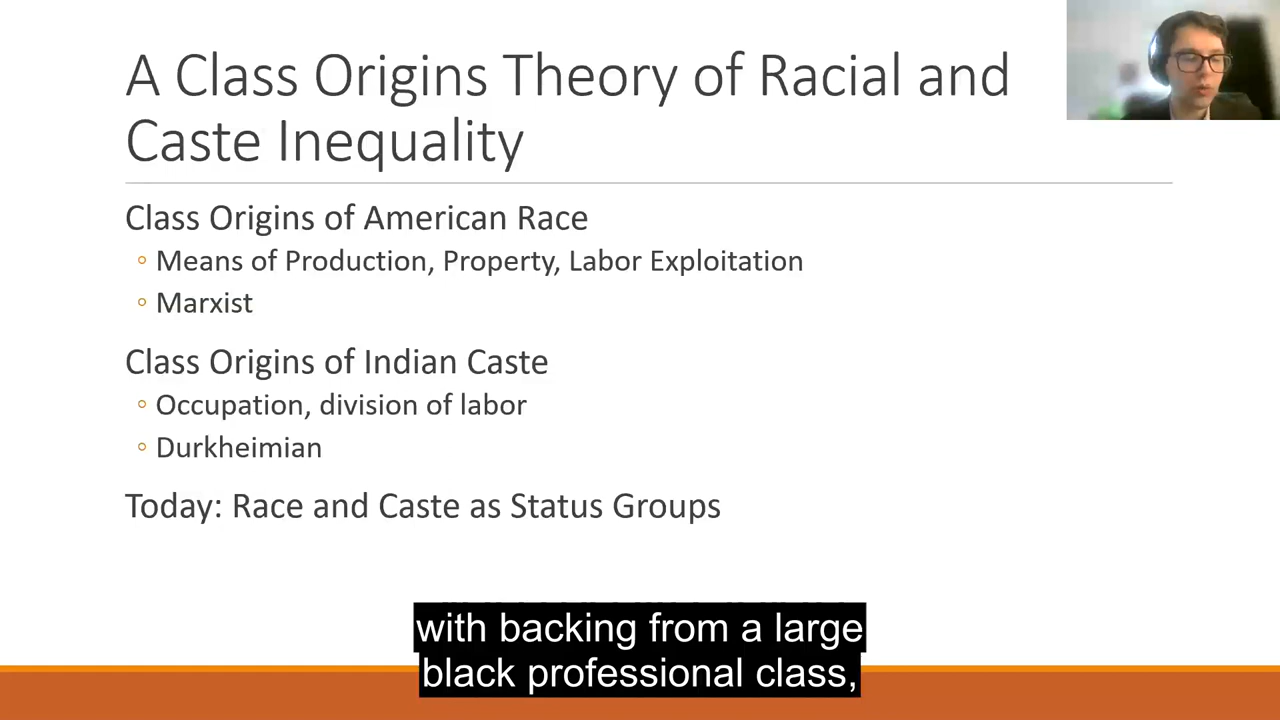 A Class Origins Theory of Racial and
Caste Inequality
Class Origins of American Race
◦ Means of Production, Property, Labor Exploitation
◦ Marxist
Class Origins of Indian Caste
◦ Occupation, division of labor
◦ Durkheimian
Today: Race and Caste as Status Groups
with backing from a large
black professional class,